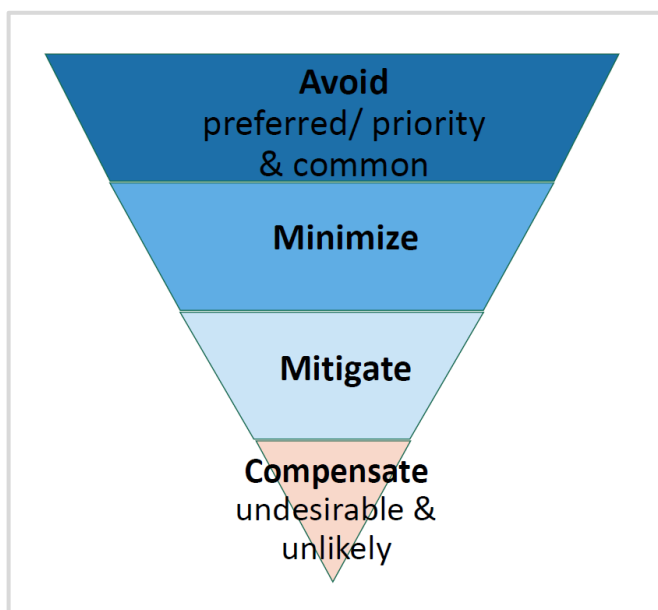 Avoid
preferred/ priority
& common
Minimize
Mitigate
Compensate
undesirable &
unlikely